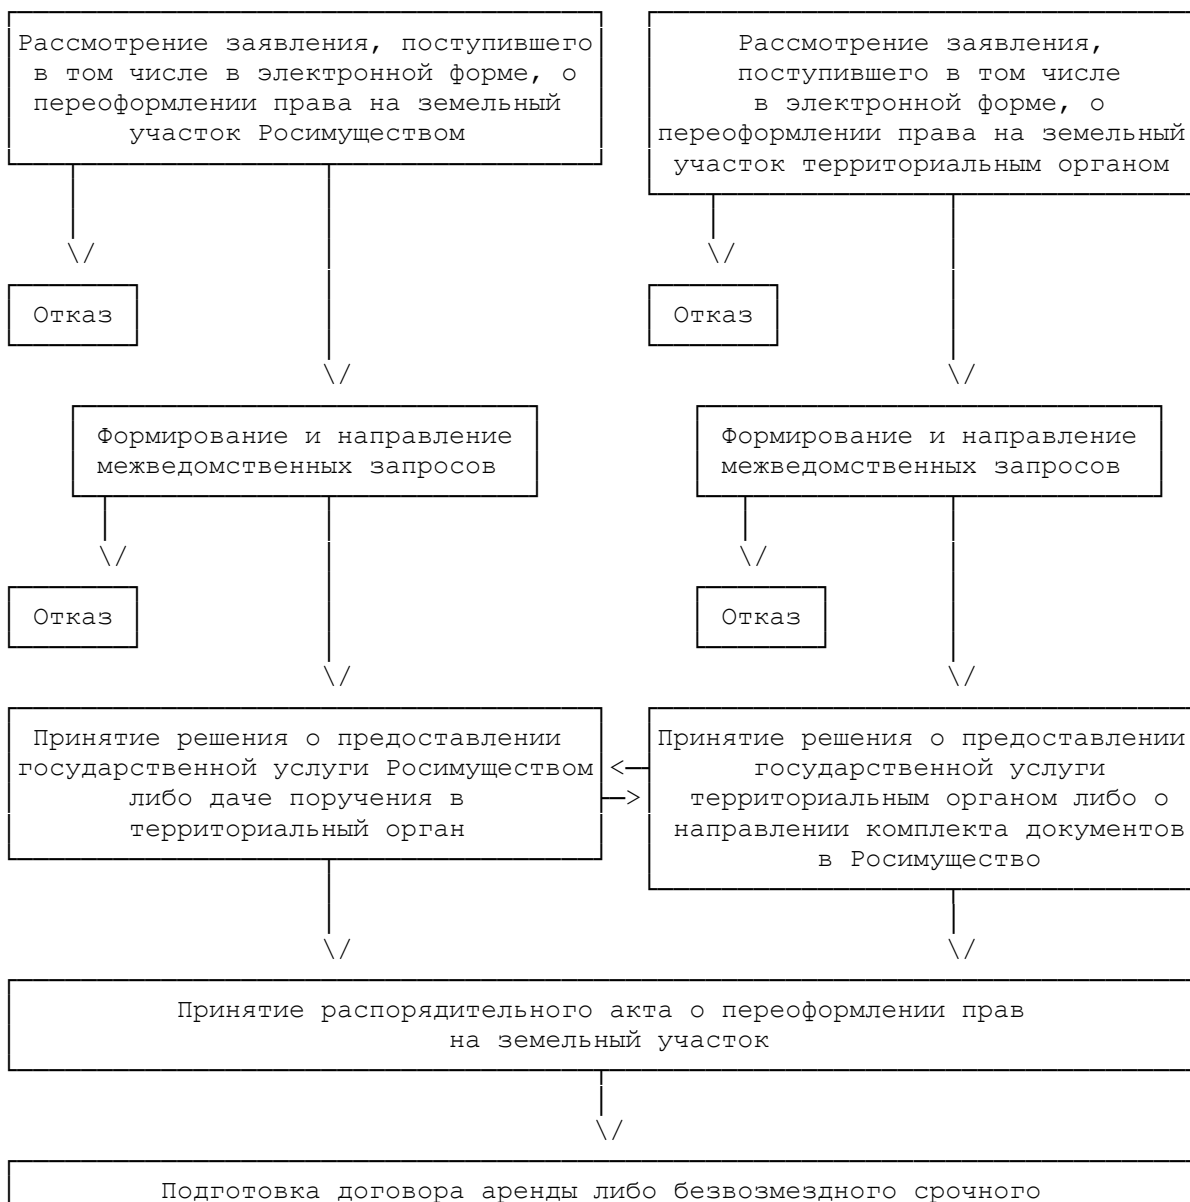 Рассмотрение заявления, поступившего
в том числе в электронной форме, о
переоформлении права на земельный
участок Росимуществом
Рассмотрение заявления,
поступившего в том числе
в электронной форме, о
переоформлении права на земельный
участок территориальным органом
Отказ
Отказ
Формирование и направление
межведомственных запросов
Формирование и направление
межведомственных запросов
Отказ
Отказ
Принятие решения о предоставлении
государственной услуги Росимуществом
либо даче поручения в
территориальный орган
Принятие решения о предоставлении
государственной услуги
территориальным органом либо о
направлении комплекта документов
в Росимущество
Принятие распорядительного акта о переоформлении прав
на земельный участок
Подготовка договора аренды либо безвозмездного срочного